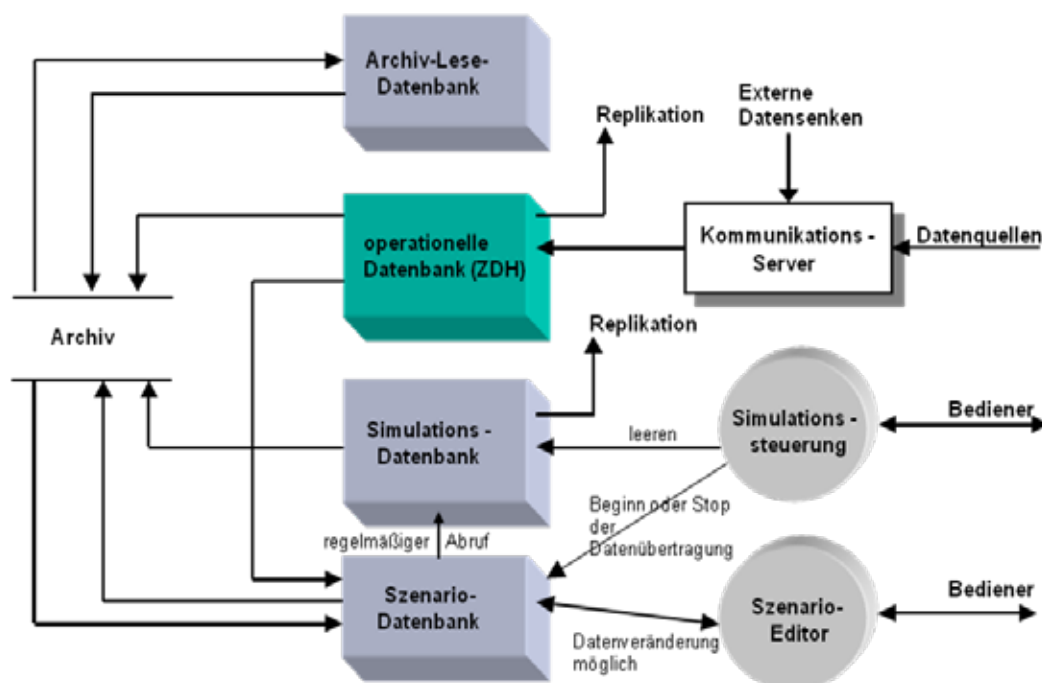 Archiv-Lese-
Datenbank
Replikation
Externe
Datensenken
operationelle
Datenbank (ZDH)
Kommunikations -
Server
Datenquellen
Archiv
Replikation
Simulations -
Datenbank
leeren
Simulations -
steuerung
Bediener
Beginn oder Stop
der
Datenübertragung
regelmäßiger Abruf
Szenario-
Datenbank
Datenveränderung
möglich
Szenario-
Editor
Bediener